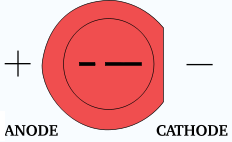 + —
ANODE CATHODE